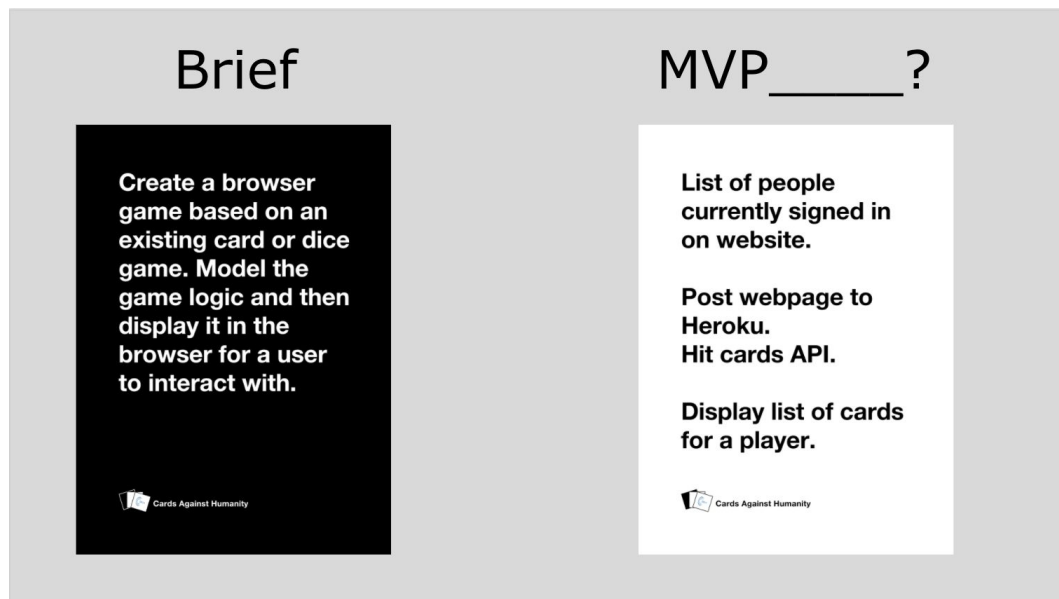 Brief
Create a browser
game based on an
existing card or dice
game. Model the
game logic and then
display it in the
browser for a user
to interact with.
Cards Against Humanity
MVP_____?
List of people
currently signed in
on website.
Post webpage to
Heroku.
Hit cards API.
Display list of cards
for a player.
Cards Against Humanity